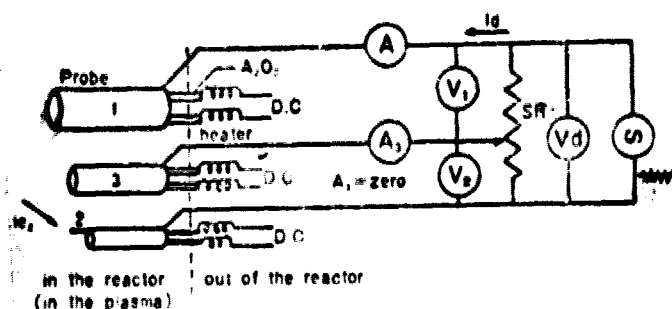 Id
A
Probe
A, O,
1
D.C
V1
SR
heater
A3
Vd
S
3
D.C
A, = zero
V2
2
D.C
in the reactor
out of the reactor
(in the plasma)